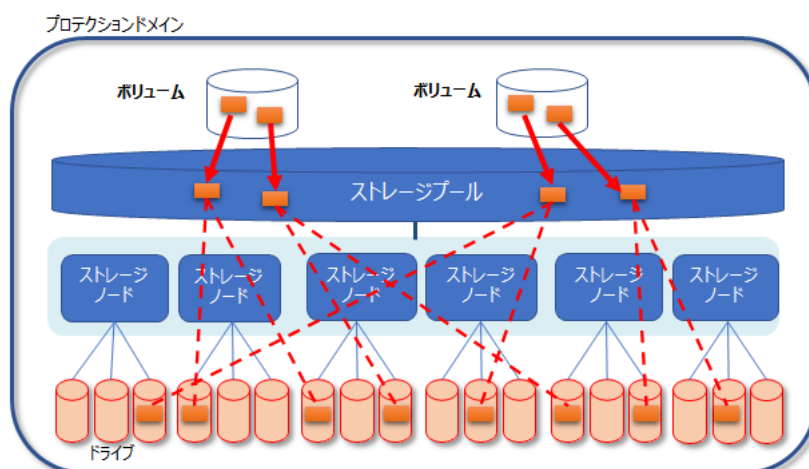 プロテクションドメイン
ボリューム
ボリューム
ストレージプール
ストレージ
ノード
ストレージ
ノード
ストレージ
ノード
ストレージ
ノード
ストレージ
ノード
ストレージ
ノード
ドライブ